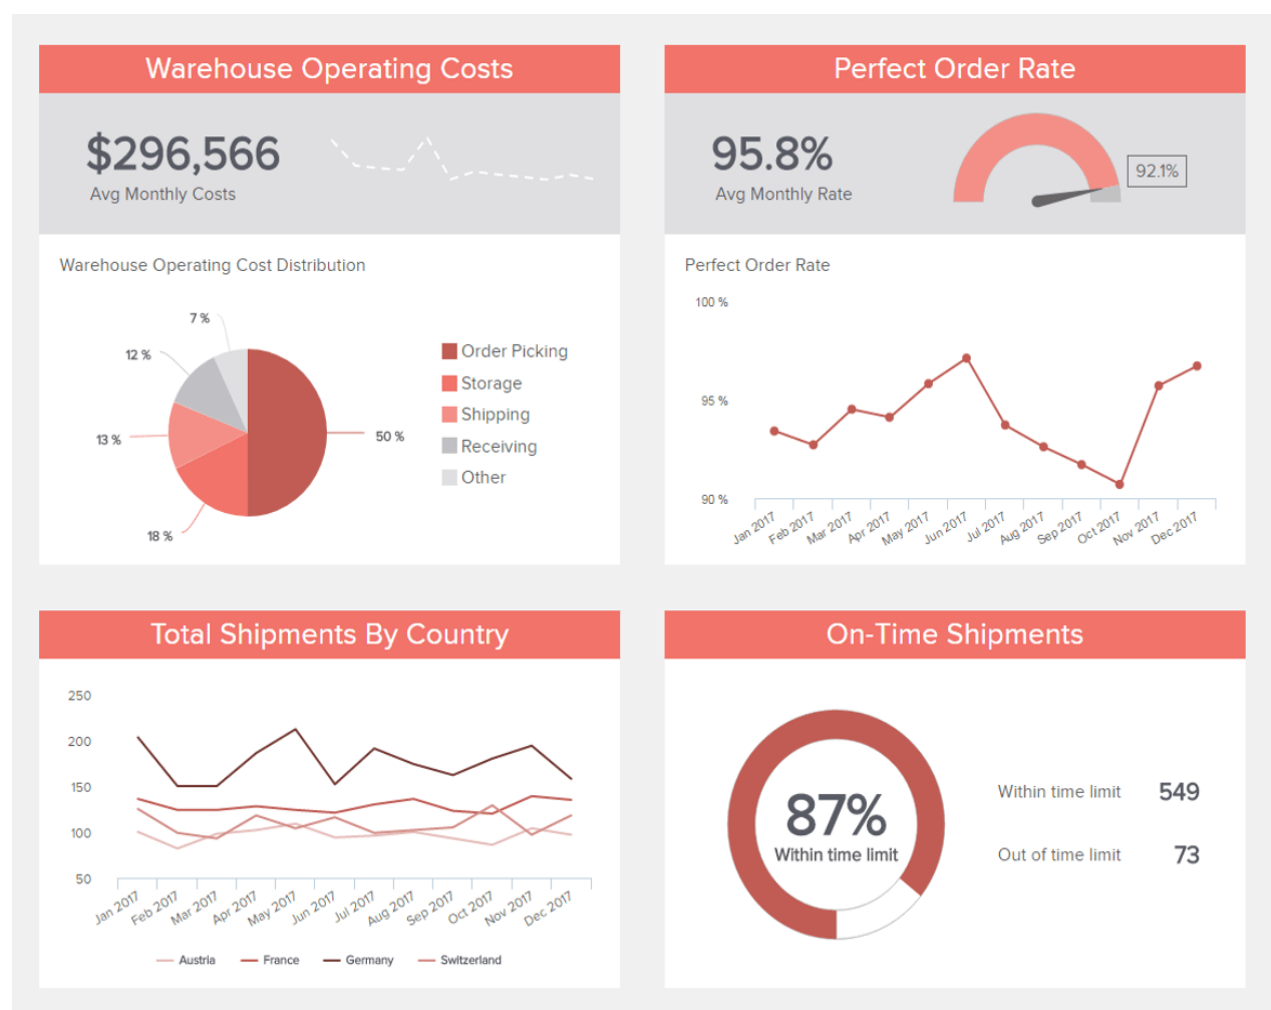 Warehouse Operating Costs
$296,566
Avg Monthly Costs
Warehouse Operating Cost Distribution
7 %
12 %
13 %
18 %
50 %
Order Picking
Storage
Shipping
Receiving
Other
Perfect Order Rate
95.8%
Avg Monthly Rate
92.1%
Perfect Order Rate
100 %
95 %
90 %
Jan 2017
Feb 2017
Mar 2017
Apr 2017
May 2017
Jun 2017
Jul 2017
Aug 2017
Sep 2017
Oct 2017
Nov 2017
Dec 2017
Total Shipments By Country
250
200
150
100
50
Jan 2017
Feb 2017
Mar 2017
Apr 2017
May 2017
Jun 2017
Jul 2017
Aug 2017
Sep 2017
Oct 2017
Nov 2017
Dec 2017
Austria
France
Germany
Switzerland
On-Time Shipments
87%
Within time limit
Within time limit 549
Out of time limit 73